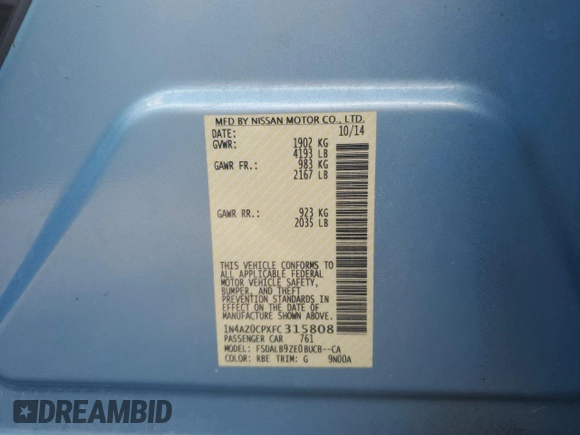 MFD BY NISSAN MOTOR CO., LTD.
DATE: 10/14
GVWR: 1902 KG
4193 LB
GAWR FR.: 983 KG
2167 LB
GAWR RR.: 923 KG
2035 LB
THIS VEHICLE CONFORMS TO
ALL APPLICABLE FEDERAL
MOTOR VEHICLE SAFETY,
BUMPER, AND THEFT
PREVENTION STANDARDS IN
EFFECT ON THE DATE OF
MANUFACTURE SHOWN ABOVE.
1N4AZ0CPXFC315808
PASSENGER CAR 761
MODEL: FSDALB9ZE0BUCB--CA
COLOR: RBE TRIM: G 9N00A
DREAMBID